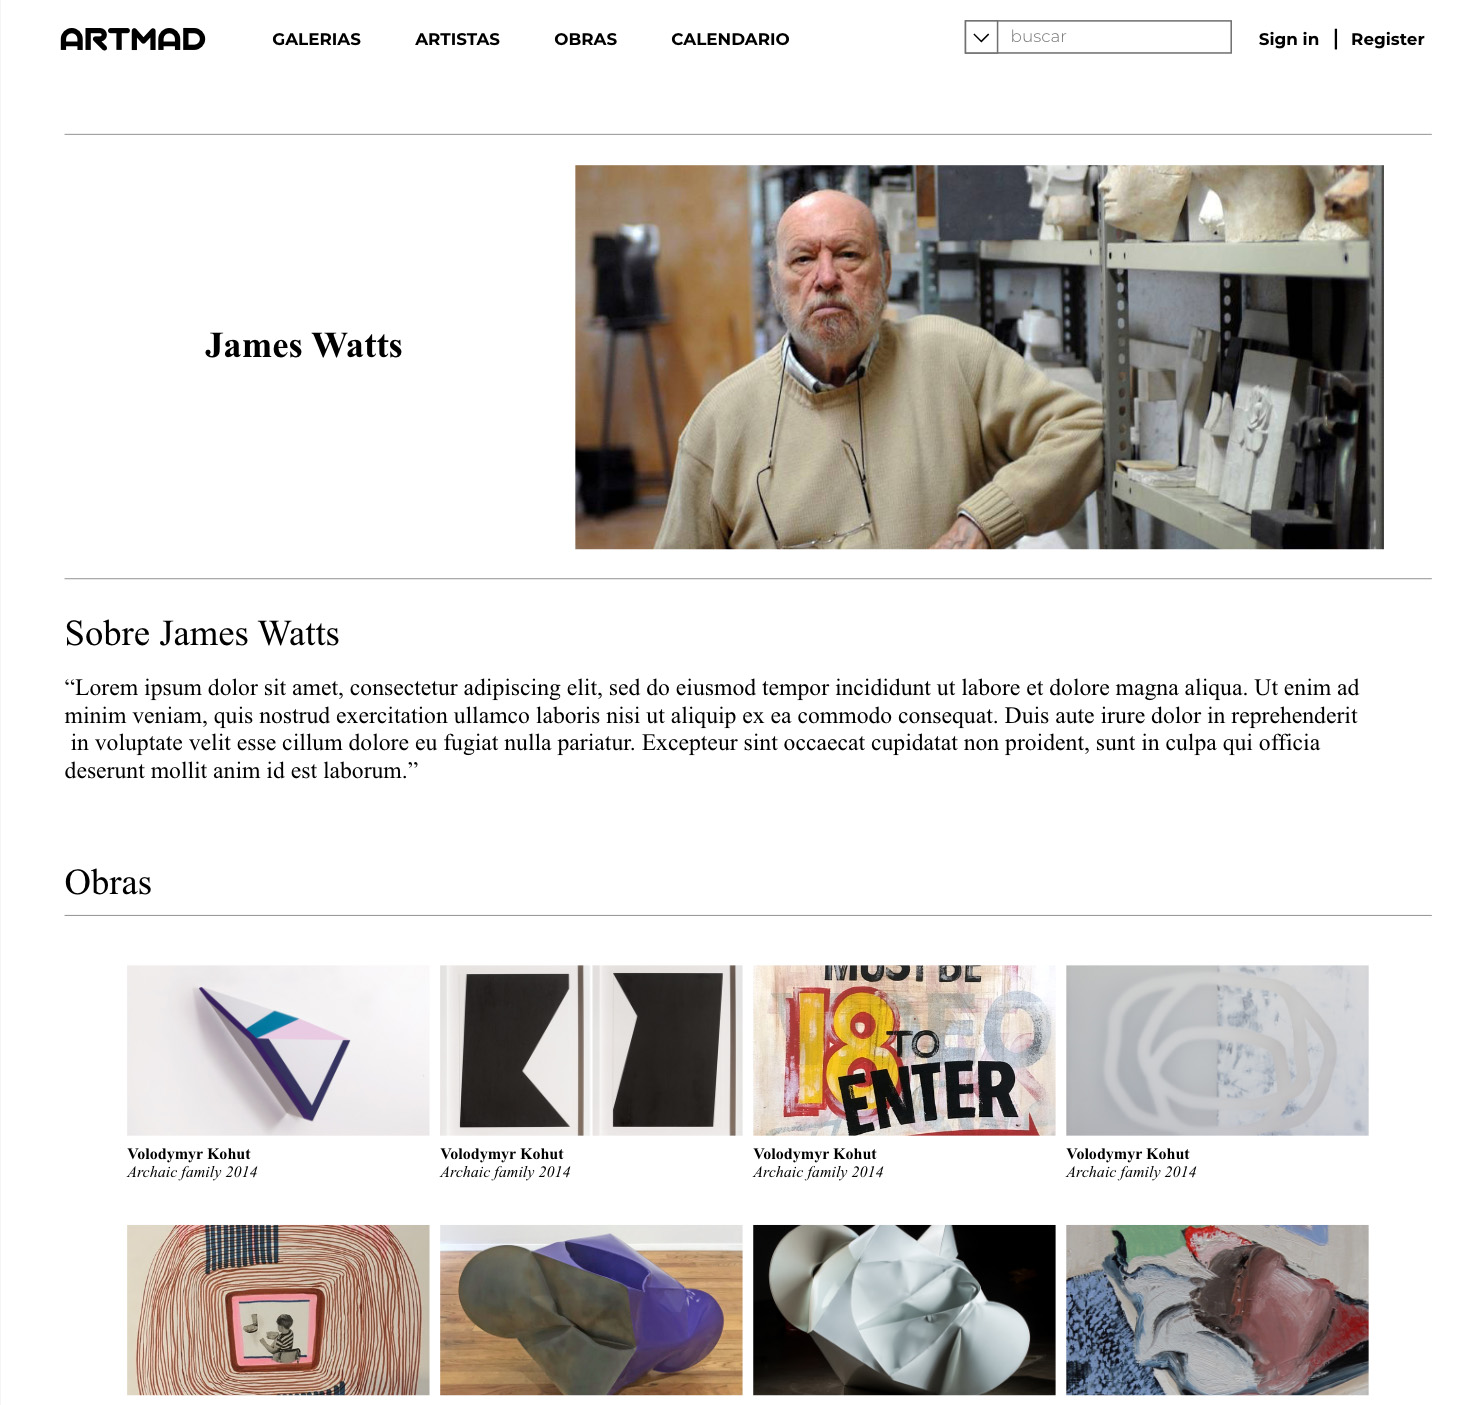 ARTMAD
GALERIAS
ARTISTAS
OBRAS
CALENDARIO
buscar
Sign in | Register
James Watts
Sobre James Watts
“Lorem ipsum dolor sit amet, consectetur adipiscing elit, sed do eiusmod tempor incididunt ut labore et dolore magna aliqua. Ut enim ad
minim veniam, quis nostrud exercitation ullamco laboris nisi ut aliquip ex ea commodo consequat. Duis aute irure dolor in reprehenderit
in voluptate velit esse cillum dolore eu fugiat nulla pariatur. Excepteur sint occaecat cupidatat non proident, sunt in culpa qui officia
deserunt mollit anim id est laborum.”
Obras
MUST BE
18
TO
ENTER
Volodymyr Kohut
Archaic family 2014
Volodymyr Kohut
Archaic family 2014
Volodymyr Kohut
Archaic family 2014
Volodymyr Kohut
Archaic family 2014